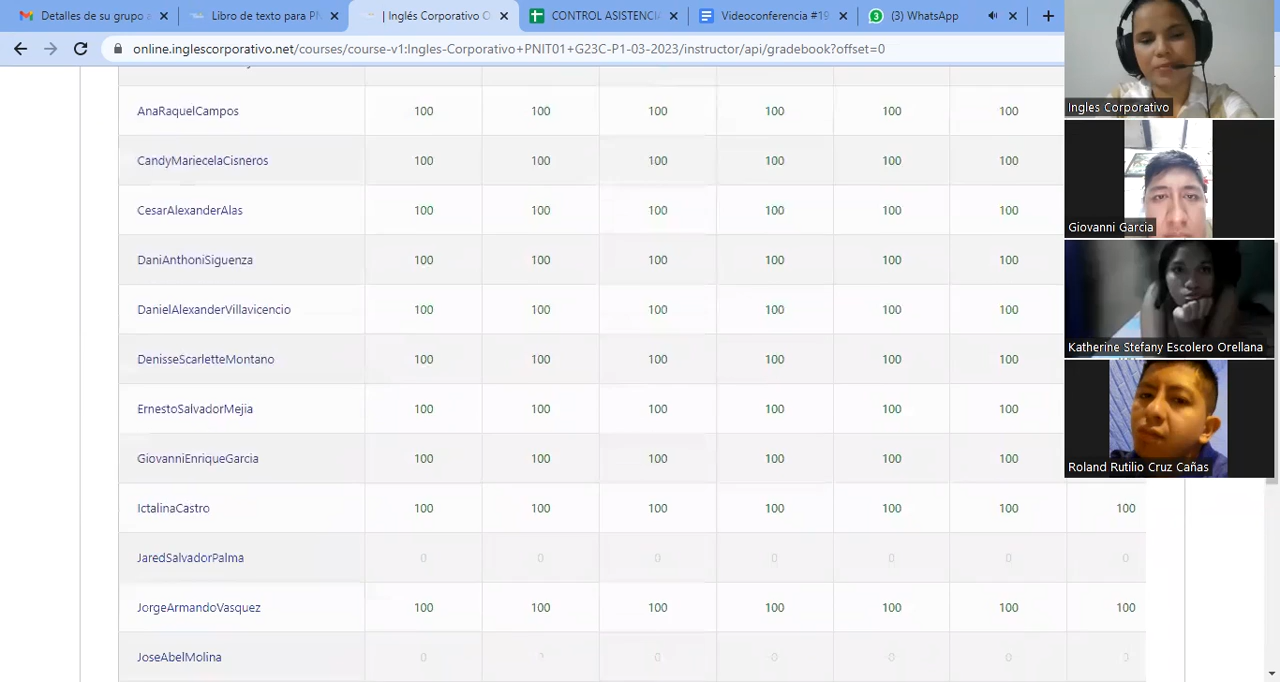 Detalles de su grupo a
Libro de texto para PN
| Inglés Corporativo O
CONTROL ASISTENCIA
Videoconferencia #19
(3) WhatsApp
online.inglescorporativo.net/courses/course-v1:Ingles-Corporativo+PNIT01+G23C-P1-03-2023/instructor/api/gradebook?offset=0
AnaRaquelCampos 100 100 100 100 100
CandyMaricelaCisneros 100 100 100 100 100 100
CesarAlexanderAlas 100 100 100 100 100 100
DaniAnthoniSiguenza 100 100 100 100 100 100
DanielAlexanderVillavicencio 100 100 100 100 100 100
DenisseScarletteMontano 100 100 100 100 100
ErnestoSalvadorMejia 100 100 100 100 100 100
GiovanniEnriqueGarcia 100 100 100 100 100 100
IctalinaCastro 100 100 100 100 100 100 100
JaredSalvadorPalma 0 0 0 0 0 0 0
JorgeArmandoVasquez 100 100 100 100 100 100 100
JoseAbelMolina 0 0 0 0 0 0
Ingles Corporativo
Giovanni Garcia
Katherine Stefany Escolero Orellana
Roland Rutilio Cruz Cañas